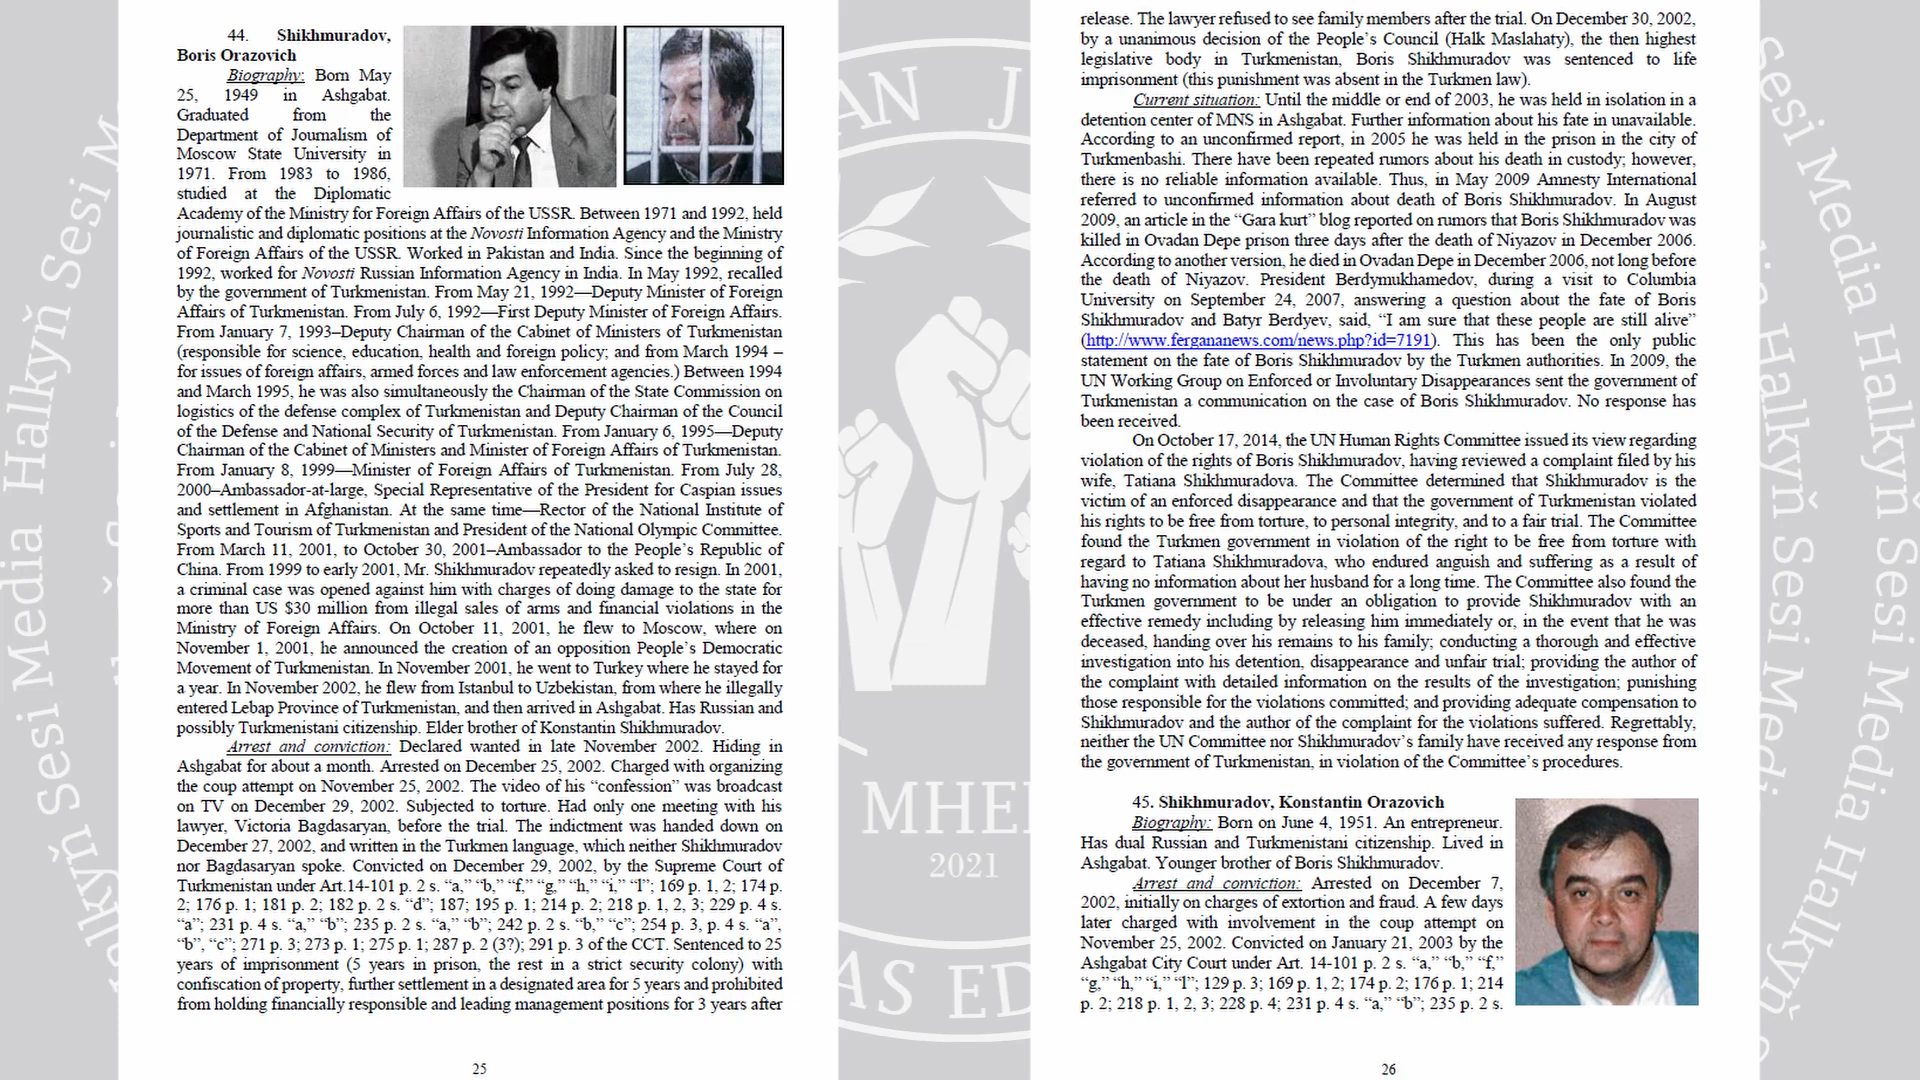 44. Shikhmuradov,
Boris Orazovich
Biography: Born May
25, 1949 in Ashgabat.
Graduated from the
Department of Journalism of
Moscow State University in
1971. From 1983 to 1986,
studied at the Diplomatic
Academy of the Ministry for Foreign Affairs of the USSR. Between 1971 and 1992, held
journalistic and diplomatic positions at the Novosti Information Agency and the Ministry
of Foreign Affairs of the USSR. Worked in Pakistan and India. Since the beginning of
1992, worked for Novosti Russian Information Agency in India. In May 1992, recalled
by the government of Turkmenistan. From May 21, 1992—Deputy Minister of Foreign
Affairs of Turkmenistan. From July 6, 1992—First Deputy Minister of Foreign Affairs.
From January 7, 1993–Deputy Chairman of the Cabinet of Ministers of Turkmenistan
(responsible for science, education, health and foreign policy; and from March 1994 –
for issues of foreign affairs, armed forces and law enforcement agencies.) Between 1994
and March 1995, he was also simultaneously the Chairman of the State Commission on
logistics of the defense complex of Turkmenistan and Deputy Chairman of the Council
of the Defense and National Security of Turkmenistan. From January 6, 1995—Deputy
Chairman of the Cabinet of Ministers and Minister of Foreign Affairs of Turkmenistan.
From January 8, 1999—Minister of Foreign Affairs of Turkmenistan. From July 28,
2000–Ambassador-at-large, Special Representative of the President for Caspian issues
and settlement in Afghanistan. At the same time—Rector of the National Institute of
Sports and Tourism of Turkmenistan and President of the National Olympic Committee.
From March 11, 2001, to October 30, 2001–Ambassador to the People’s Republic of
China. From 1999 to early 2001, Mr. Shikhmuradov repeatedly asked to resign. In 2001,
a criminal case was opened against him with charges of doing damage to the state for
more than US $30 million from illegal sales of arms and financial violations in the
Ministry of Foreign Affairs. On October 11, 2001, he flew to Moscow, where on
November 1, 2001, he announced the creation of an opposition People’s Democratic
Movement of Turkmenistan. In November 2001, he went to Turkey where he stayed for
a year. In November 2002, he flew from Istanbul to Uzbekistan, from where he illegally
entered Lebap Province of Turkmenistan, and then arrived in Ashgabat. Has Russian and
possibly Turkmenistani citizenship. Elder brother of Konstantin Shikhmuradov.
Arrest and conviction: Declared wanted in late November 2002. Hiding in
Ashgabat for about a month. Arrested on December 25, 2002. Charged with organizing
the coup attempt on November 25, 2002. The video of his “confession” was broadcast
on TV on December 29, 2002. Subjected to torture. Had only one meeting with his
lawyer, Victoria Bagdasaryan, before the trial. The indictment was handed down on
December 27, 2002, and written in the Turkmen language, which neither Shikhmuradov
nor Bagdasaryan spoke. Convicted on December 29, 2002, by the Supreme Court of
Turkmenistan under Art.14-101 p. 2 s. “a,” “b,” “f,” “g,” “h,” “i,” “l”; 169 p. 1, 2; 174 p.
2; 176 p. 1; 181 p. 2; 182 p. 2 s. “d”; 187; 195 p. 1; 214 p. 2; 218 p. 1, 2, 3; 229 p. 4 s.
“a”; 231 p. 4 s. “a,” “b”; 235 p. 2 s. “a,” “b”; 242 p. 2 s. “b,” “c”; 254 p. 3, p. 4 s. “a”,
“b”, “c”; 271 p. 3; 273 p. 1; 275 p. 1; 287 p. 2 (3?); 291 p. 3 of the CCT. Sentenced to 25
years of imprisonment (5 years in prison, the rest in a strict security colony) with
confiscation of property, further settlement in a designated area for 5 years and prohibited
from holding financially responsible and leading management positions for 3 years after
25
release. The lawyer refused to see family members after the trial. On December 30, 2002,
by a unanimous decision of the People’s Council (Halk Maslahaty), the then highest
legislative body in Turkmenistan, Boris Shikhmuradov was sentenced to life
imprisonment (this punishment was absent in the Turkmen law).
Current situation: Until the middle or end of 2003, he was held in isolation in a
detention center of MNS in Ashgabat. Further information about his fate in unavailable.
According to an unconfirmed report, in 2005 he was held in the prison in the city of
Turkmenbashi. There have been repeated rumors about his death in custody; however,
there is no reliable information available. Thus, in May 2009 Amnesty International
referred to unconfirmed information about death of Boris Shikhmuradov. In August
2009, an article in the “Gara kurt” blog reported on rumors that Boris Shikhmuradov was
killed in Ovadan Depe prison three days after the death of Niyazov in December 2006.
According to another version, he died in Ovadan Depe in December 2006, not long before
the death of Niyazov. President Berdymukhamedov, during a visit to Columbia
University on September 24, 2007, answering a question about the fate of Boris
Shikhmuradov and Batyr Berdyev, said, “I am sure that these people are still alive”
(http://www.fergananews.com/news.php?id=7191). This has been the only public
statement on the fate of Boris Shikhmuradov by the Turkmen authorities. In 2009, the
UN Working Group on Enforced or Involuntary Disappearances sent the government of
Turkmenistan a communication on the case of Boris Shikhmuradov. No response has
been received.
On October 17, 2014, the UN Human Rights Committee issued its view regarding
violation of the rights of Boris Shikhmuradov, having reviewed a complaint filed by his
wife, Tatiana Shikhmuradova. The Committee determined that Shikhmuradov is the
victim of an enforced disappearance and that the government of Turkmenistan violated
his rights to be free from torture, to personal integrity, and to a fair trial. The Committee
found the Turkmen government in violation of the right to be free from torture with
regard to Tatiana Shikhmuradova, who endured anguish and suffering as a result of
having no information about her husband for a long time. The Committee also found the
Turkmen government to be under an obligation to provide Shikhmuradov with an
effective remedy including by releasing him immediately or, in the event that he was
deceased, handing over his remains to his family; conducting a thorough and effective
investigation into his detention, disappearance and unfair trial; providing the author of
the complaint with detailed information on the results of the investigation; punishing
those responsible for the violations committed; and providing adequate compensation to
Shikhmuradov and the author of the complaint for the violations suffered. Regrettably,
neither the UN Committee nor Shikhmuradov’s family have received any response from
the government of Turkmenistan, in violation of the Committee’s procedures.
45. Shikhmuradov, Konstantin Orazovich
Biography: Born on June 4, 1951. An entrepreneur.
Has dual Russian and Turkmenistani citizenship. Lived in
Ashgabat. Younger brother of Boris Shikhmuradov.
Arrest and conviction: Arrested on December 7,
2002, initially on charges of extortion and fraud. A few days
later charged with involvement in the coup attempt on
November 25, 2002. Convicted on January 21, 2003 by the
Ashgabat City Court under Art. 14-101 p. 2 s. “a,” “b,” “f,”
“g,” “h,” “i,” “l”; 129 p. 3; 169 p. 1, 2; 174 p. 2; 176 p. 1; 214
p. 2; 218 p. 1, 2, 3; 228 p. 4; 231 p. 4 s. “a,” “b”; 235 p. 2 s.
26
Halkyň Sesi Media
Sesi Media Halkyň Sesi
MHE
2021